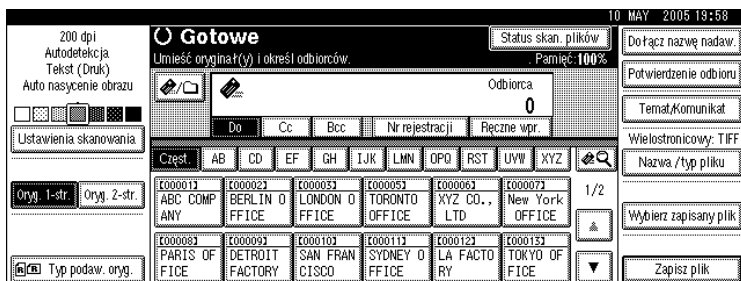 10 MAY 2005 19:58
200 dpi
Autodetekcja
Tekst (Druk)
Auto nasycenie obrazu
Ustawienia skanowania
Oryg. 1-str.
Oryg. 2-str.
Typ podaw. oryg.
Gotowe
Status skan. plików
Umieść oryginał(y) i określ odbiorców.
. Pamięć:100%
Odbiorca
0
Do
Cc
Bcc
Nr rejestracji
Ręczne wpr.
Częst.
AB
CD
EF
GH
IJK
LMN
OPQ
RST
UVW
XYZ
[00001]
ABC COMP
ANY
[00002]
BERLIN O
FFICE
[00003]
LONDON O
FFICE
[00005]
TORONTO
OFFICE
[00006]
XYZ CO.,
LTD
[00007]
New York
OFFICE
1/2
[00008]
PARIS OF
FICE
[00009]
DETROIT
FACTORY
[00010]
SAN FRAN
CISCO
[00011]
SYDNEY O
FFICE
[00012]
LA FACTO
RY
[00013]
TOKYO OF
FICE
Dołącz nazwę nadaw.
Potwierdzenie odbioru
Temat/Komunikat
Wielostronicowy: TIFF
Nazwa /typ pliku
Wybierz zapisany plik
Zapisz plik